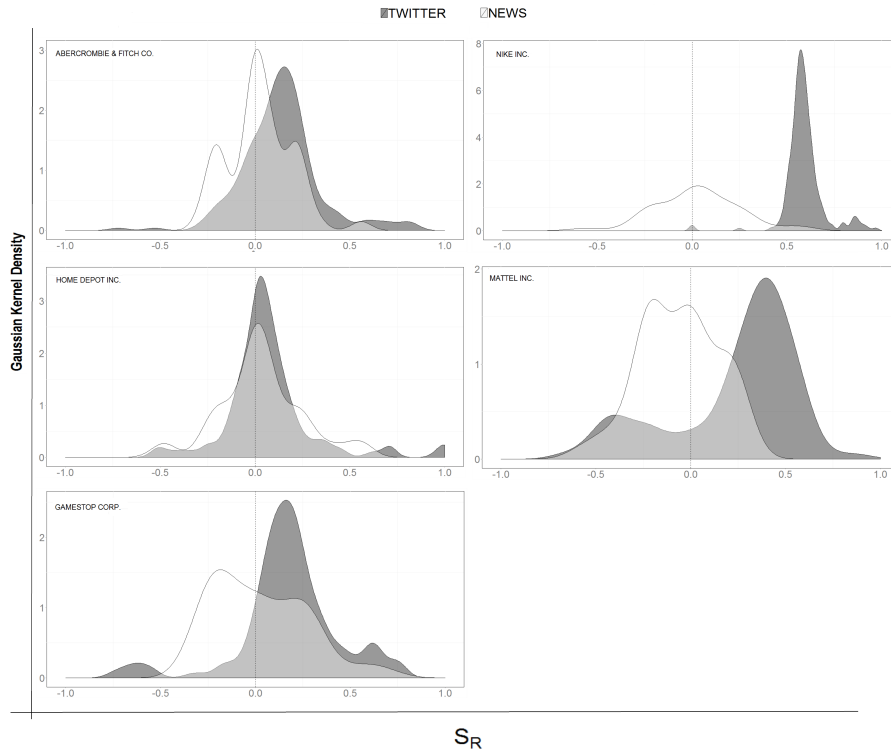 TWITTER NEWS
ABERCROMBIE & FITCH CO.
3
2
1
0
-1.0 -0.5 0.0 0.5 1.0
NIKE INC.
8
6
4
2
0
-1.0 -0.5 0.0 0.5 1.0
Gaussian Kernel Density
HOME DEPOT INC.
3
2
1
0
-1.0 -0.5 0.0 0.5 1.0
MATTEL INC.
2
1
0
-1.0 -0.5 0.0 0.5 1.0
GAMESTOP CORP.
2
1
0
-1.0 -0.5 0.0 0.5 1.0
SR